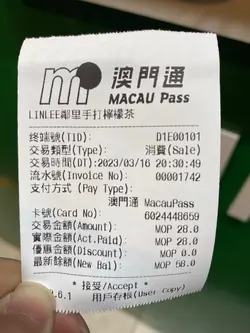 澳門通
MACAU Pass
LINLEE鄰里手打檸檬茶
終端號(TID): D1E00101
交易類型(Type): 消費(Sale)
交易時間(DT):2023/03/16 20:30:49
流水號(Invoice No): 00001742
支付方式 (Pay Type):
澳門通 MacauPass
卡號(Card No): 6024448659
交易金額(Amount): MOP 28.0
實際金額(Act.Paid): MOP 28.0
優惠金額(Discount): MOP 0.0
最新餘額(New Bal): MOP 58.0
* 接受/Accept *
.6.1 用戶存根(User Copy)